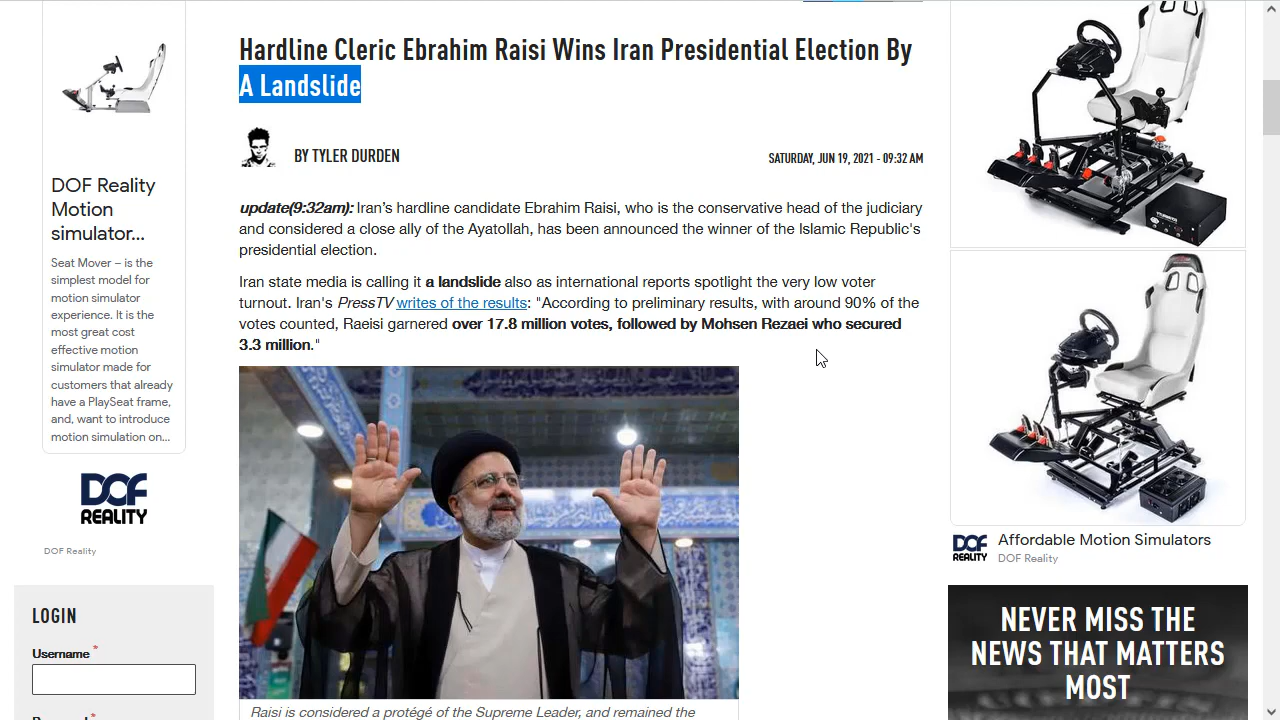 Hardline Cleric Ebrahim Raisi Wins Iran Presidential Election By
A Landslide
BY TYLER DURDEN
SATURDAY, JUN 19, 2021 - 09:32 AM
update(9:32am): Iran's hardline candidate Ebrahim Raisi, who is the conservative head of the judiciary
and considered a close ally of the Ayatollah, has been announced the winner of the Islamic Republic's
presidential election.
Iran state media is calling it a landslide also as international reports spotlight the very low voter
turnout. Iran's PressTV writes of the results: "According to preliminary results, with around 90% of the
votes counted, Raeisi garnered over 17.8 million votes, followed by Mohsen Rezaei who secured
3.3 million."
Raisi is considered a protégé of the Supreme Leader, and remained the
DOF Reality
Motion
simulator...
Seat Mover – is the
simplest model for
motion simulator
experience. It is the
most great cost
effective motion
simulator made for
customers that already
have a PlaySeat frame,
and, want to introduce
motion simulation on...
DOF
REALITY
DOF Reality
LOGIN
Username *
DOF
REALITY
Affordable Motion Simulators
DOF Reality
NEVER MISS THE
NEWS THAT MATTERS
MOST